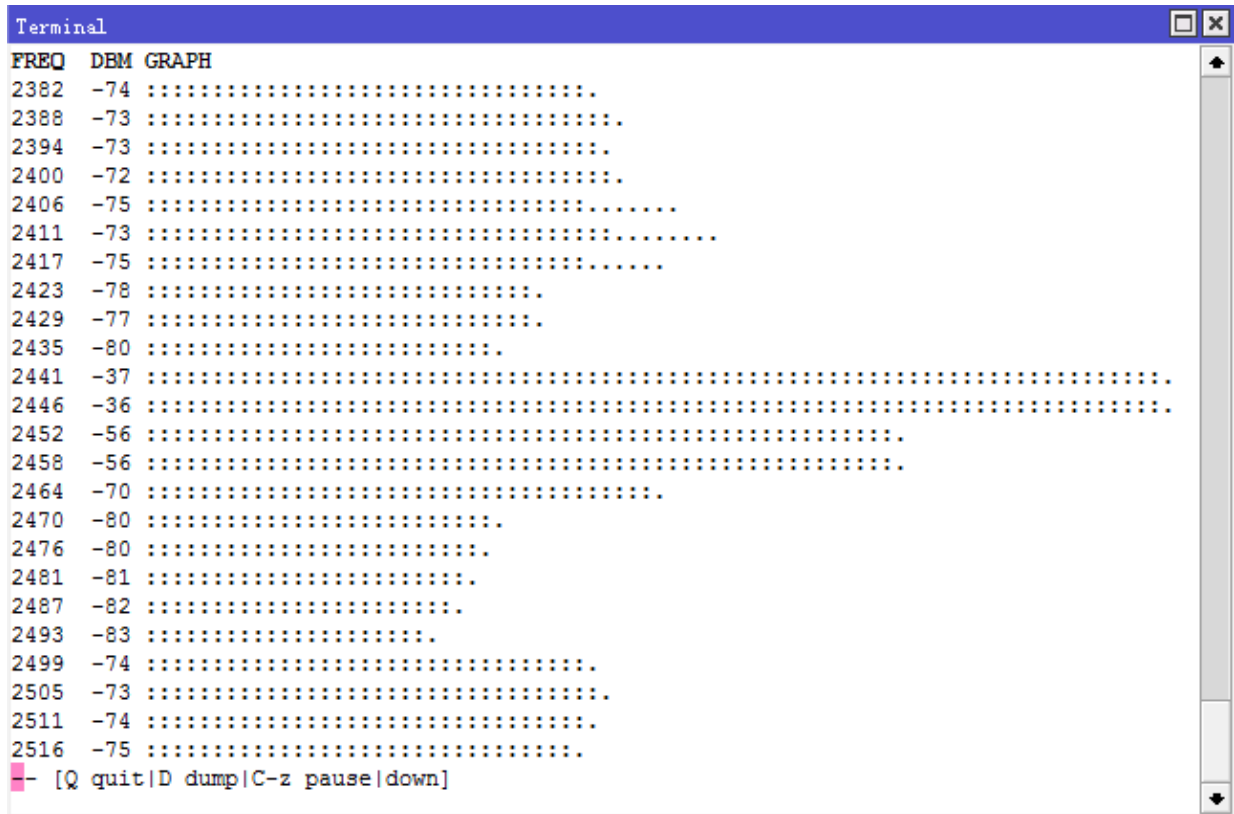 Terminal
FREQ  DBM GRAPH
2382  -74 :::::::::::::::::::::::::::::::::.
2388  -73 :::::::::::::::::::::::::::::::::::.
2394  -73 ::::::::::::::::::::::::::::::::::.
2400  -72 :::::::::::::::::::::::::::::::::::.
2406  -75 :::::::::::::::::::::::::::::::::.......
2411  -73 :::::::::::::::::::::::::::::::::::........
2417  -75 :::::::::::::::::::::::::::::::::......
2423  -78 :::::::::::::::::::::::::::::.
2429  -77 :::::::::::::::::::::::::::::.
2435  -80 ::::::::::::::::::::::::::.
2441  -37 ::::::::::::::::::::::::::::::::::::::::::::::::::::::::::::::::::::::::::::.
2446  -36 ::::::::::::::::::::::::::::::::::::::::::::::::::::::::::::::::::::::::::::.
2452  -56 ::::::::::::::::::::::::::::::::::::::::::::::::::::::::.
2458  -56 ::::::::::::::::::::::::::::::::::::::::::::::::::::::::.
2464  -70 ::::::::::::::::::::::::::::::::::::::.
2470  -80 ::::::::::::::::::::::::::.
2476  -80 :::::::::::::::::::::::::.
2481  -81 ::::::::::::::::::::::::.
2487  -82 :::::::::::::::::::::::.
2493  -83 :::::::::::::::::::::.
2499  -74 :::::::::::::::::::::::::::::::::.
2505  -73 ::::::::::::::::::::::::::::::::::.
2511  -74 :::::::::::::::::::::::::::::::::.
2516  -75 ::::::::::::::::::::::::::::::::.
-- [Q quit|D dump|C-z pause|down]